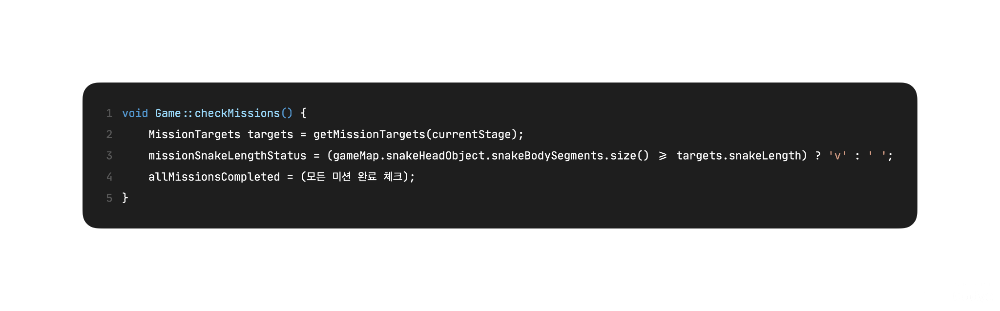 1 void Game::checkMissions() {
2     MissionTargets targets = getMissionTargets(currentStage);
3     missionSnakeLengthStatus = (gameMap.snakeHeadObject.snakeBodySegments.size() >= targets.snakeLength) ? 'v' : ' ';
4     allMissionsCompleted = (모든 미션 완료 체크);
5 }